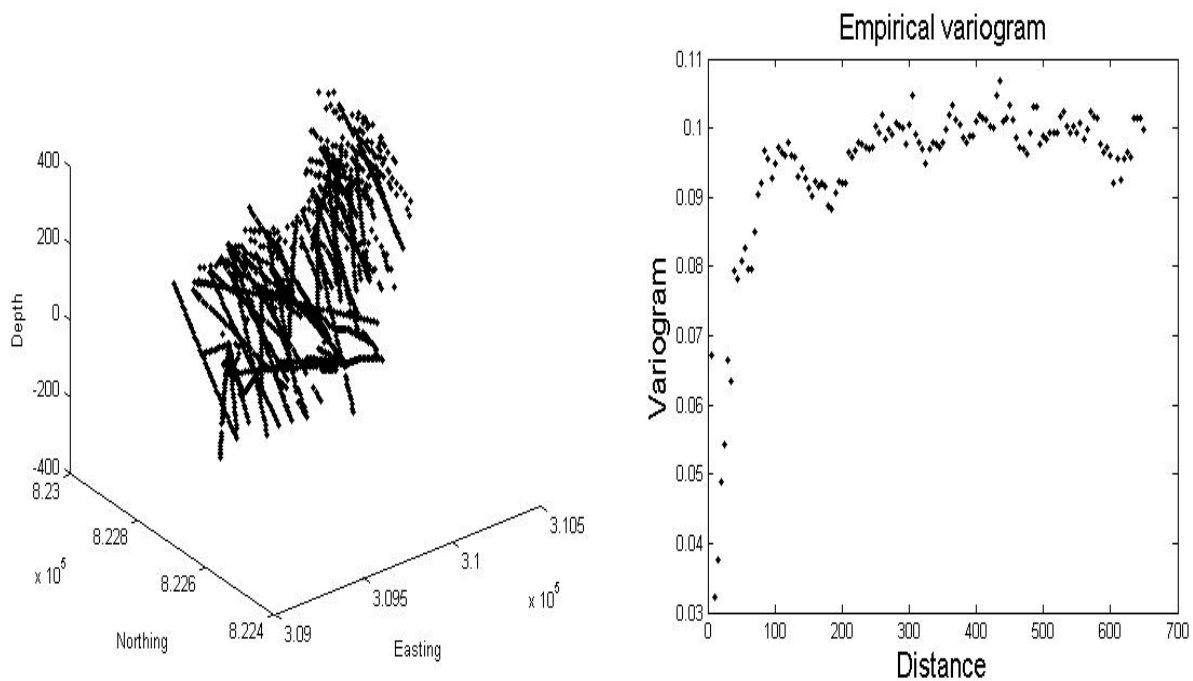 400
200
0
-200
-400
Depth
8.23
8.228
8.226
8.224
x 10^5
Northing
3.09
3.095
3.1
3.105
x 10^5
Easting
Empirical variogram
0.11
0.1
0.09
0.08
0.07
0.06
0.05
0.04
0.03
Variogram
0 100 200 300 400 500 600 700
Distance